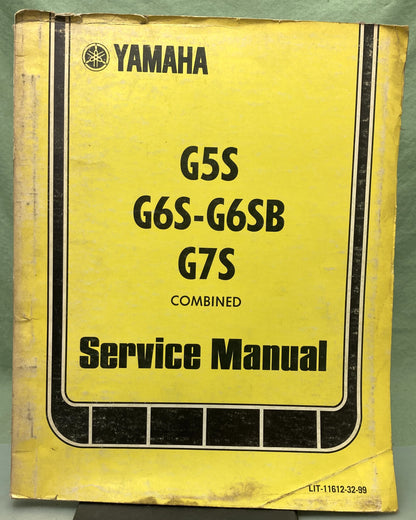 YAMAHA
G5S
G6S-G6SB
G7S
COMBINED
Service Manual
LIT-11612-32-99